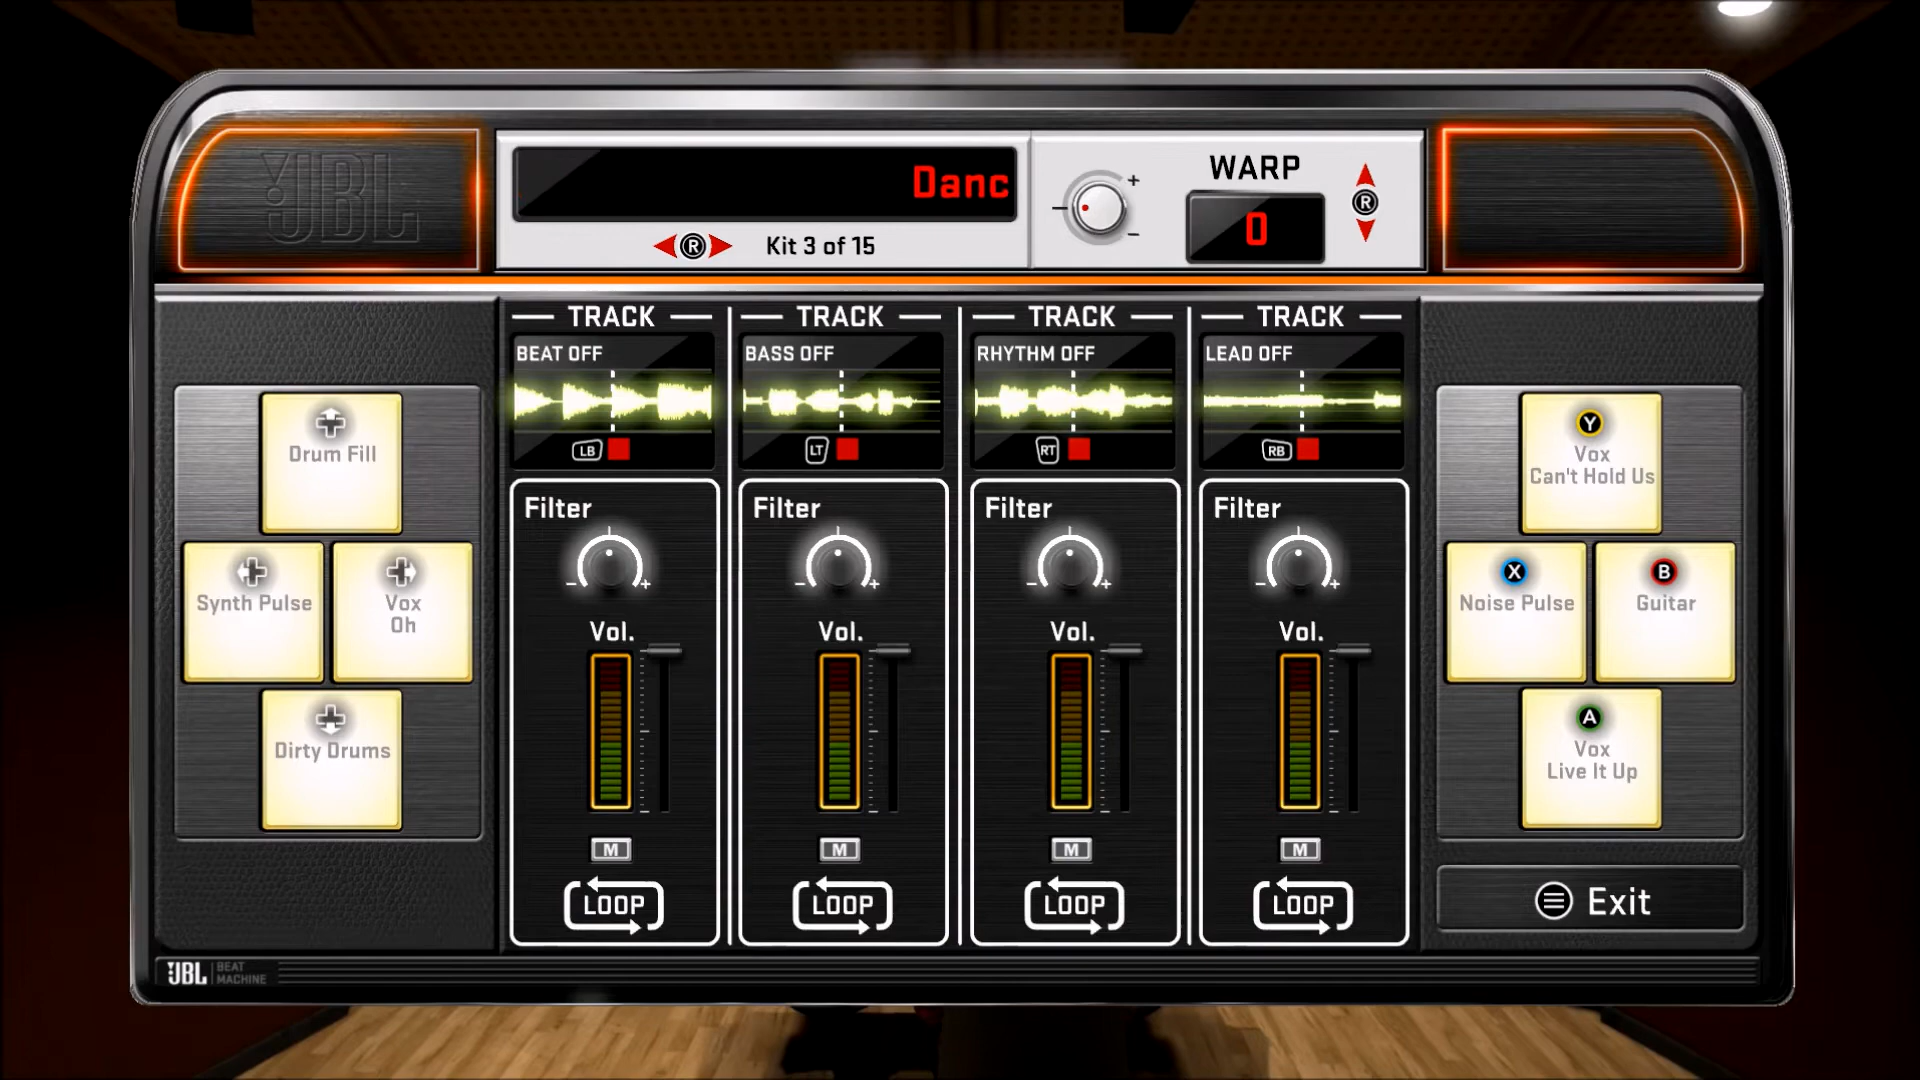 JBL
Danc
Kit 3 of 15
R
+
−
−
WARP
0
R
TRACK
BEAT OFF
LB
Filter
− +
Vol.
M
LOOP
TRACK
BASS OFF
LT
Filter
− +
Vol.
M
LOOP
TRACK
RHYTHM OFF
RT
Filter
− +
Vol.
M
LOOP
TRACK
LEAD OFF
RB
Filter
− +
Vol.
M
LOOP
Drum Fill
Synth Pulse
Vox
Oh
Dirty Drums
Y
Vox
Can't Hold Us
X
Noise Pulse
B
Guitar
A
Vox
Live It Up
Exit
JBL
BEAT
MACHINE